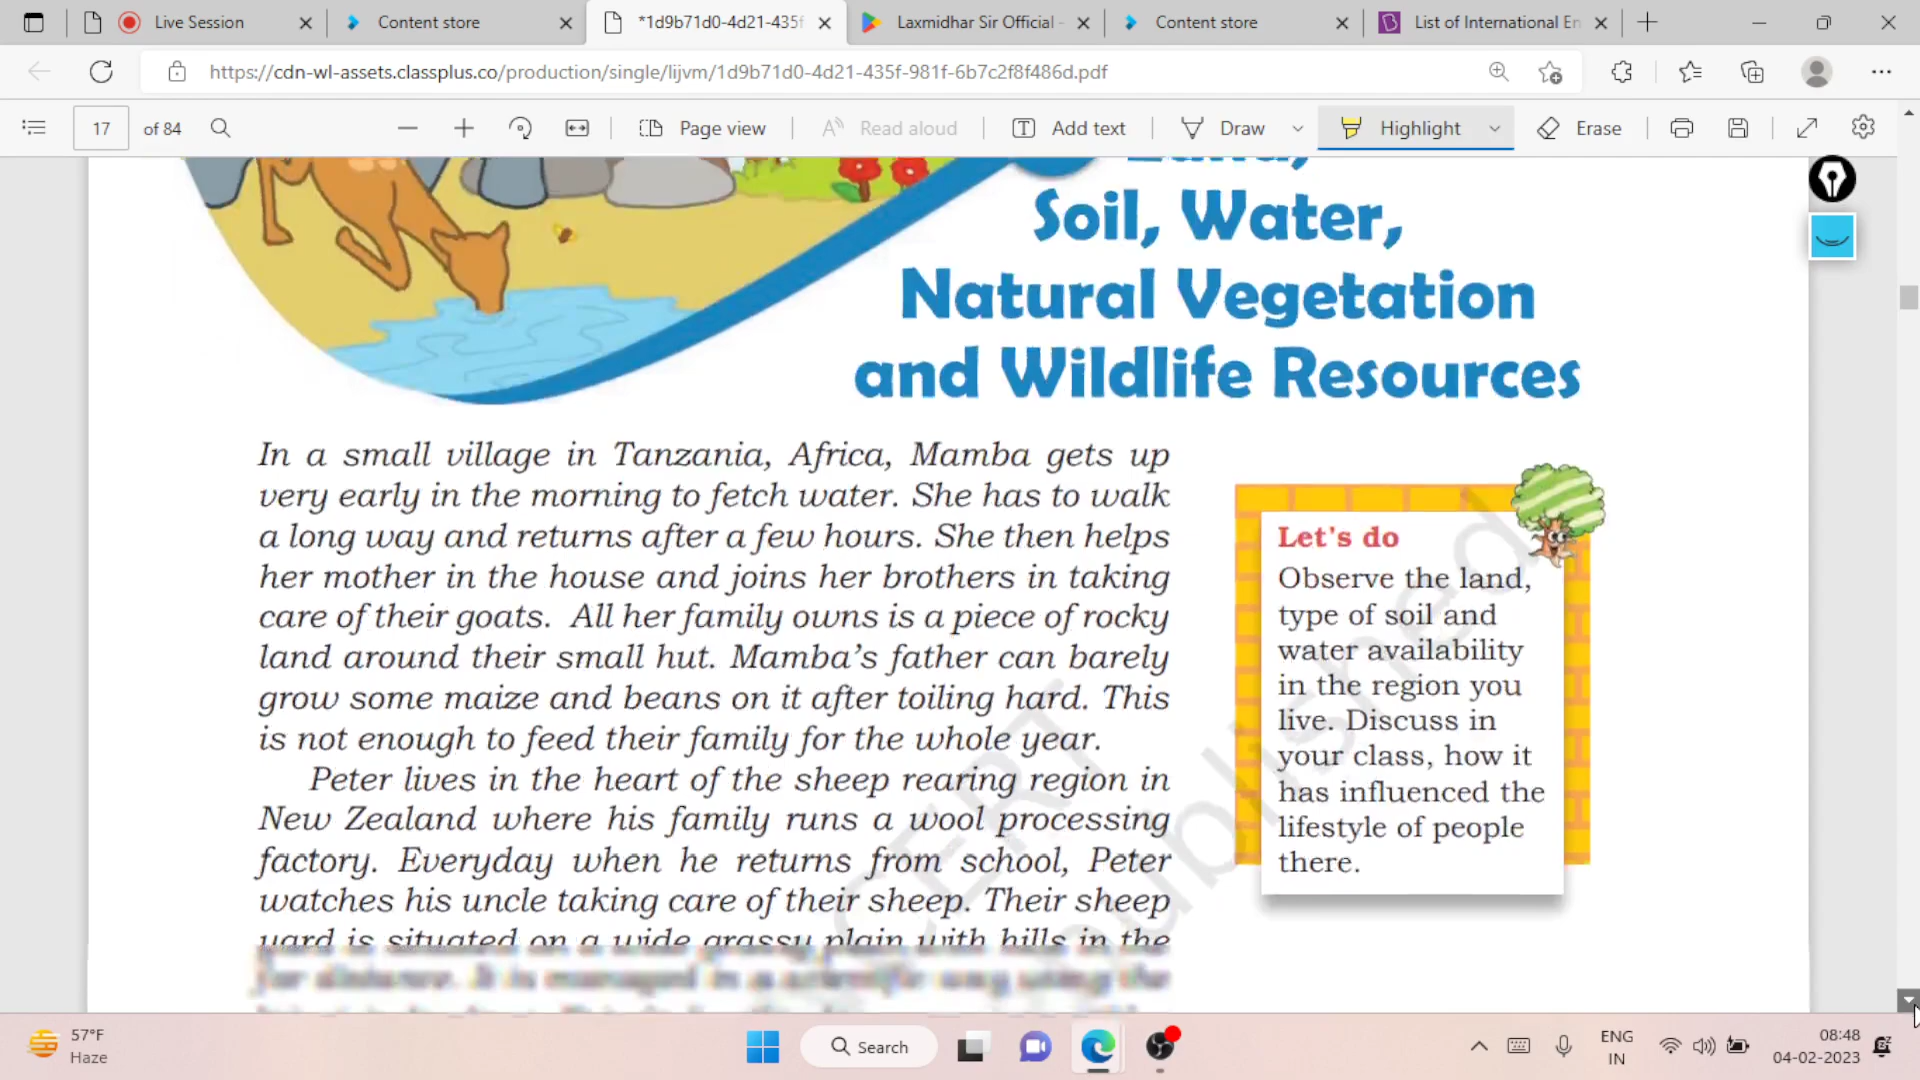 Live Session
Content store
*1d9b71d0-4d21-435f
Laxmidhar Sir Official -
Content store
List of International En
https://cdn-wl-assets.classplus.co/production/single/lijvm/1d9b71d0-4d21-435f-981f-6b7c2f8f486d.pdf
17 of 84
Page view
Read aloud
Add text
Draw
Highlight
Erase
Land,
Soil, Water,
Natural Vegetation
and Wildlife Resources
In a small village in Tanzania, Africa, Mamba gets up
very early in the morning to fetch water. She has to walk
a long way and returns after a few hours. She then helps
her mother in the house and joins her brothers in taking
care of their goats. All her family owns is a piece of rocky
land around their small hut. Mamba's father can barely
grow some maize and beans on it after toiling hard. This
is not enough to feed their family for the whole year.
Peter lives in the heart of the sheep rearing region in
New Zealand where his family runs a wool processing
factory. Everyday when he returns from school, Peter
watches his uncle taking care of their sheep. Their sheep
yard is situated on a wide grassy plain with hills in the
far distance. It is managed in a scientific way using the
Let's do
Observe the land,
type of soil and
water availability
in the region you
live. Discuss in
your class, how it
has influenced the
lifestyle of people
there.
57°F
Haze
Search
ENG
IN
08:48
04-02-2023